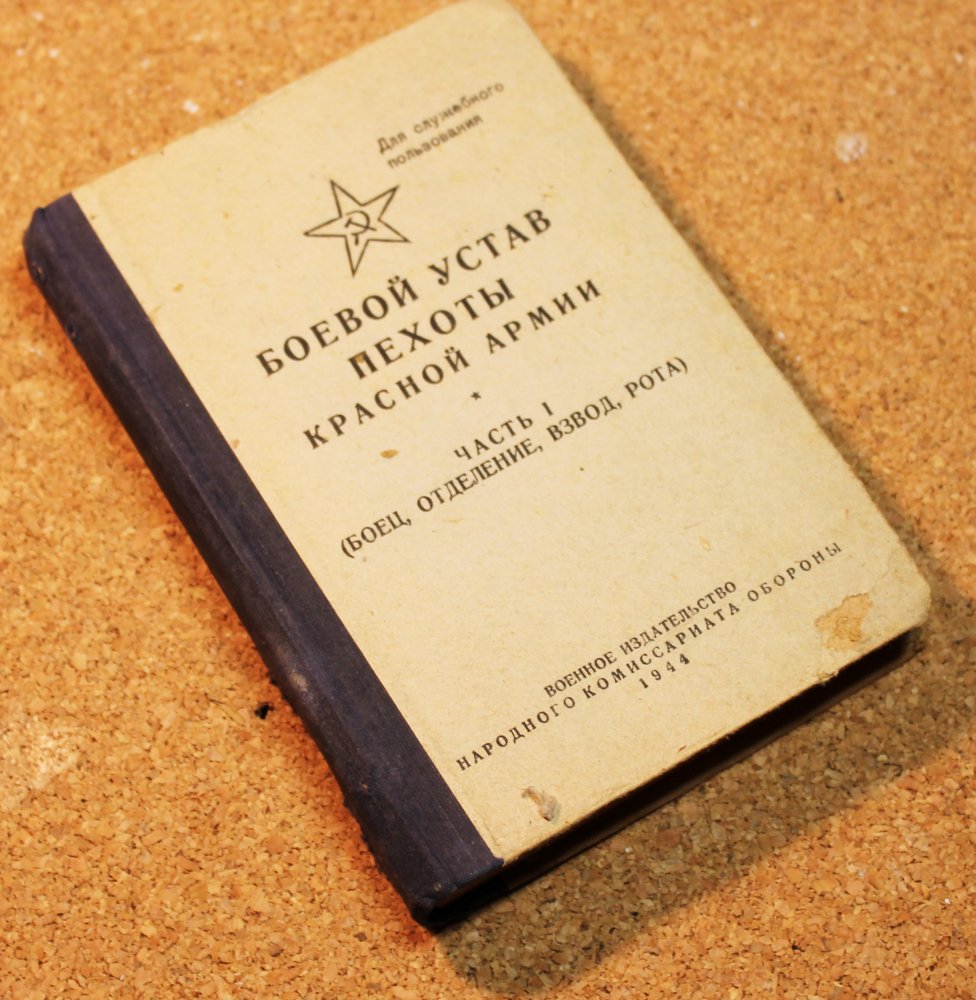 Для служебного
пользования
БОЕВОЙ УСТАВ
ПЕХОТЫ
КРАСНОЙ АРМИИ
*
ЧАСТЬ I
(БОЕЦ, ОТДЕЛЕНИЕ, ВЗВОД, РОТА)
ВОЕННОЕ ИЗДАТЕЛЬСТВО
НАРОДНОГО КОМИССАРИАТА ОБОРОНЫ
1944